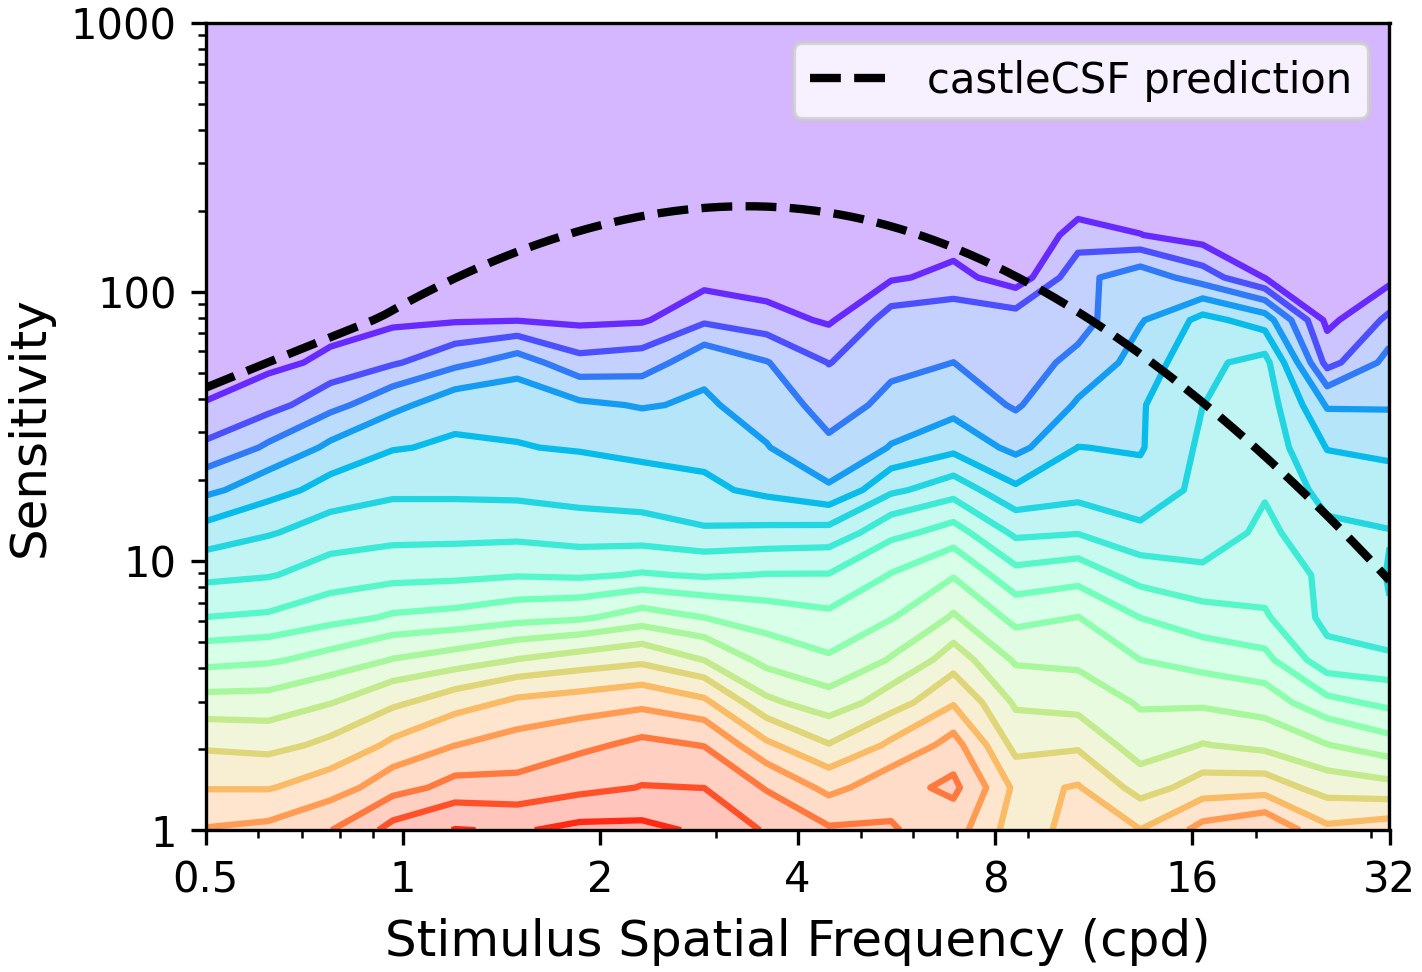 1000
castleCSF prediction
100
10
1
Sensitivity
0.5 1 2 4 8 16 32
Stimulus Spatial Frequency (cpd)